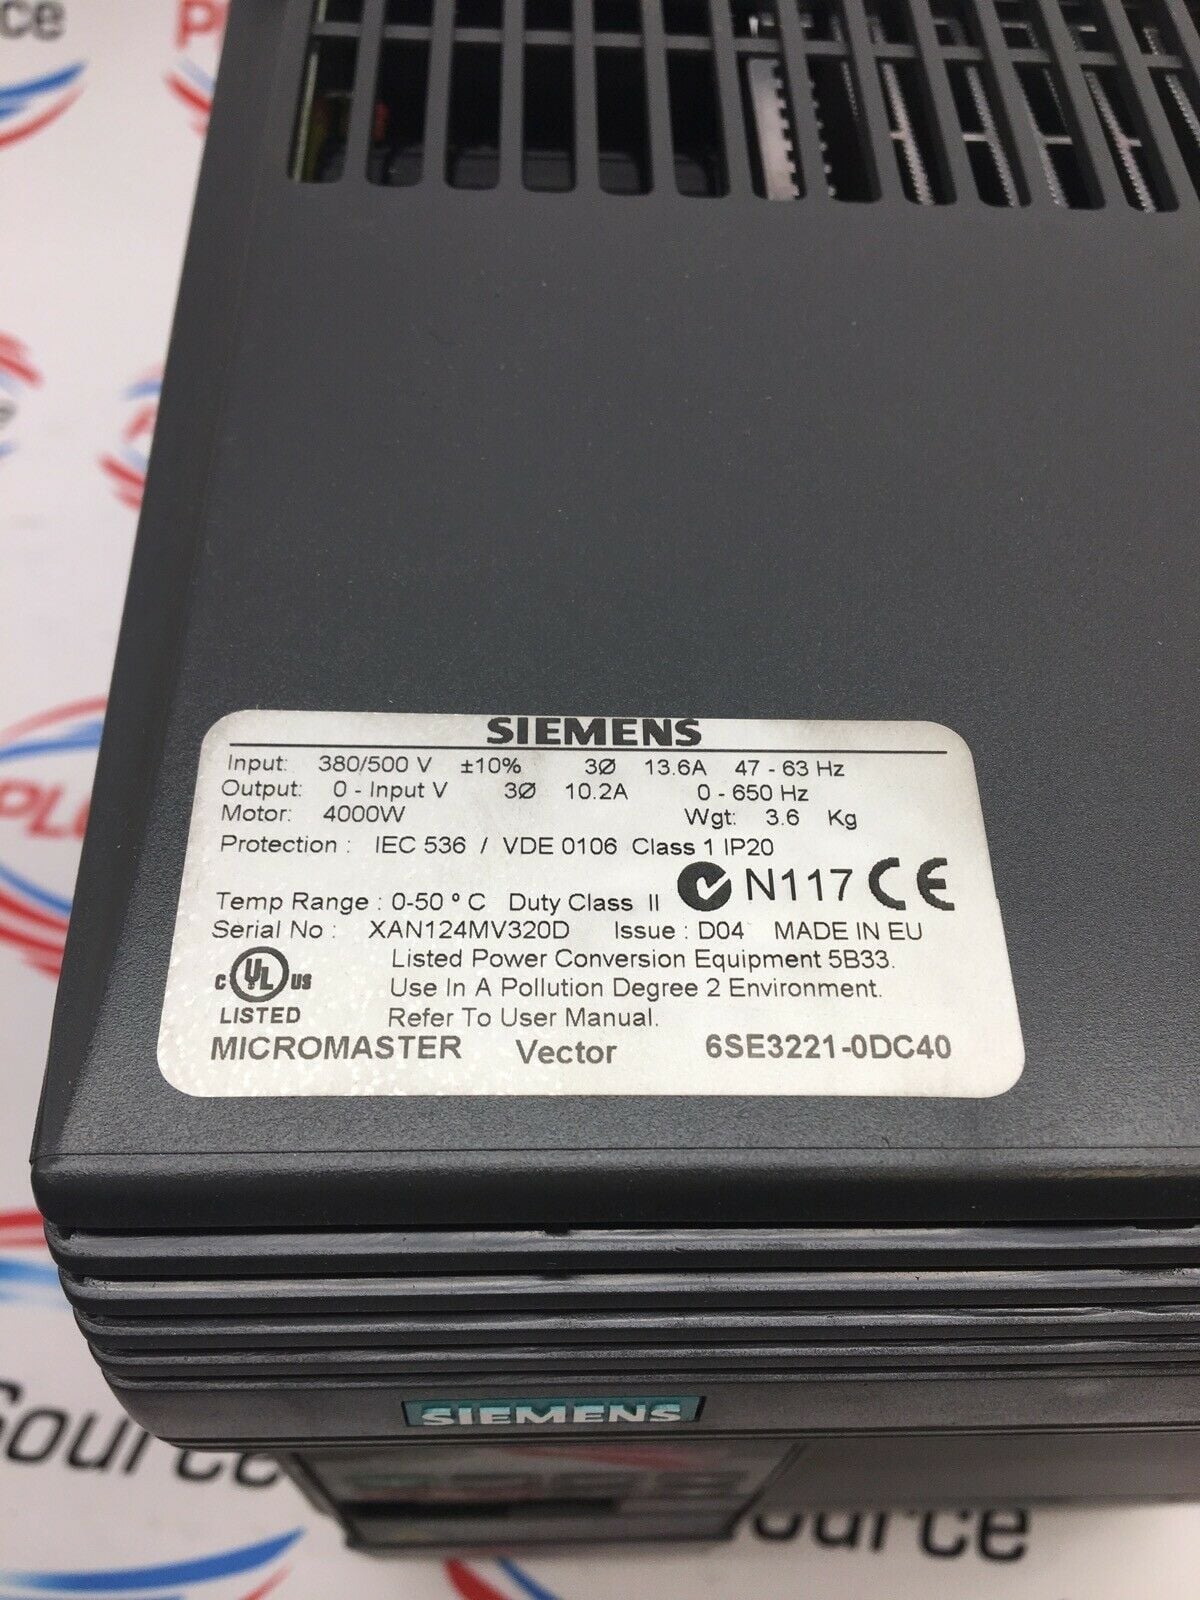 SIEMENS
Input: 380/500 V ±10% 3Ø 13.6A 47 - 63 Hz
Output: 0 - Input V 3Ø 10.2A 0 - 650 Hz
Motor: 4000W Wgt: 3.6 Kg
Protection : IEC 536 / VDE 0106 Class 1 IP20
N117 CE
Temp Range : 0-50 ° C Duty Class II
Serial No : XAN124MV320D Issue : D04 MADE IN EU
C UL US Listed Power Conversion Equipment 5B33.
Use In A Pollution Degree 2 Environment.
LISTED Refer To User Manual.
MICROMASTER Vector 6SE3221-0DC40
SIEMENS
Source